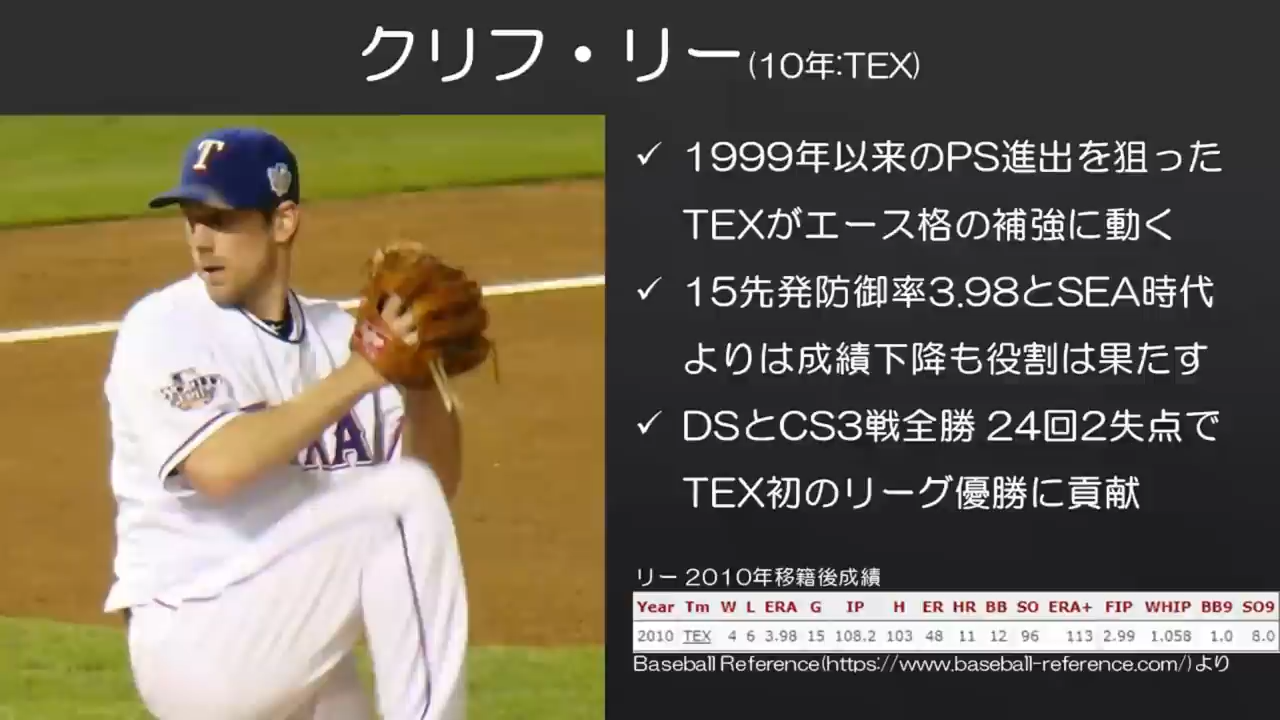 クリフ・リー(10年:TEX)
✓ 1999年以来のPS進出を狙った
TEXがエース格の補強に動く
✓ 15先発防御率3.98とSEA時代
よりは成績下降も役割は果たす
✓ DSとCS3戦全勝 24回2失点で
TEX初のリーグ優勝に貢献
リー 2010年移籍後成績
Year Tm W L ERA G IP H ER HR BB SO ERA+ FIP WHIP BB9 SO9
2010 TEX 4 6 3.98 15 108.2 103 48 11 12 96 113 2.99 1.058 1.0 8.0
Baseball Reference(https://www.baseball-reference.com/)より
T